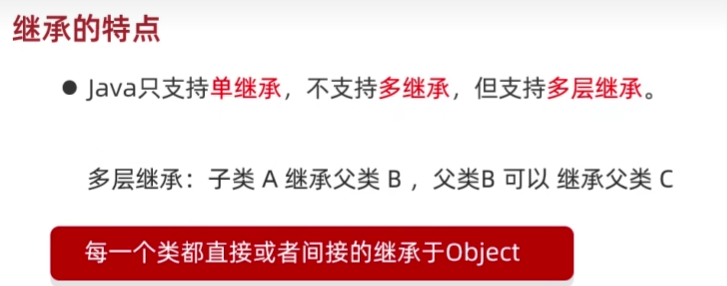 继承的特点
● Java只支持单继承，不支持多继承，但支持多层继承。
多层继承：子类 A 继承父类 B ，父类B 可以 继承父类 C
每一个类都直接或者间接的继承于Object